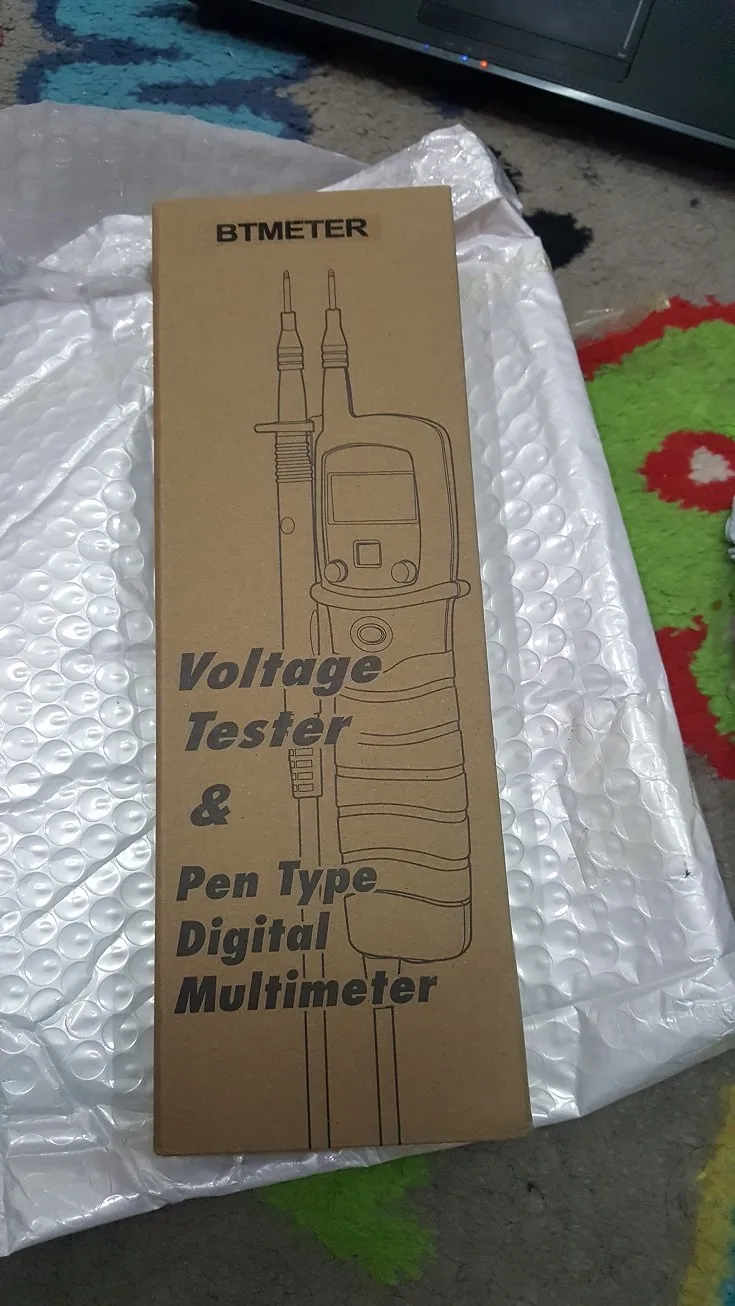 BTMETER
Voltage
Tester
&
Pen Type
Digital
Multimeter